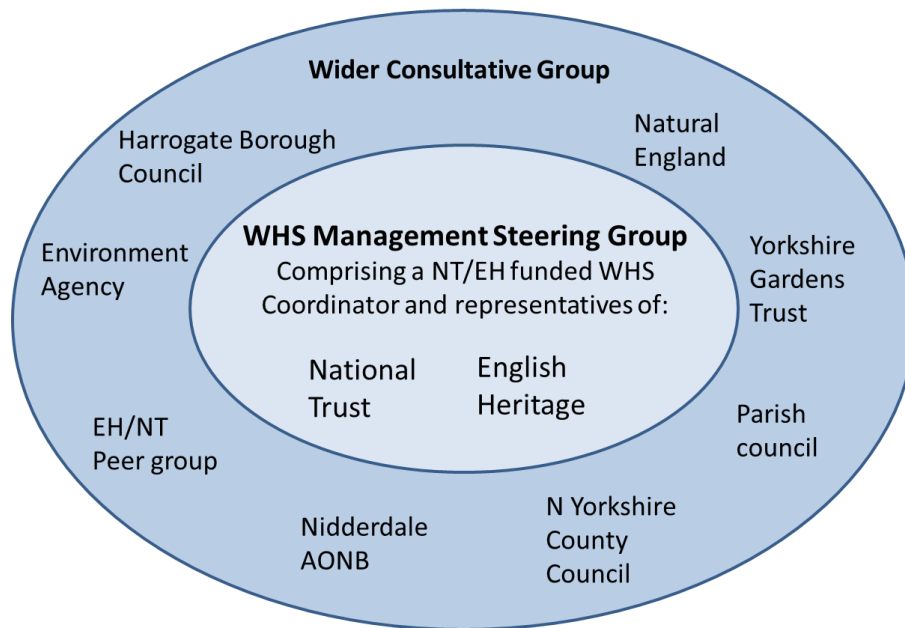 Wider Consultative Group
Harrogate Borough
Council
Natural
England
Environment
Agency
WHS Management Steering Group
Comprising a NT/EH funded WHS
Coordinator and representatives of:
National
Trust
English
Heritage
Yorkshire
Gardens
Trust
EH/NT
Peer group
Parish
council
Nidderdale
AONB
N Yorkshire
County
Council